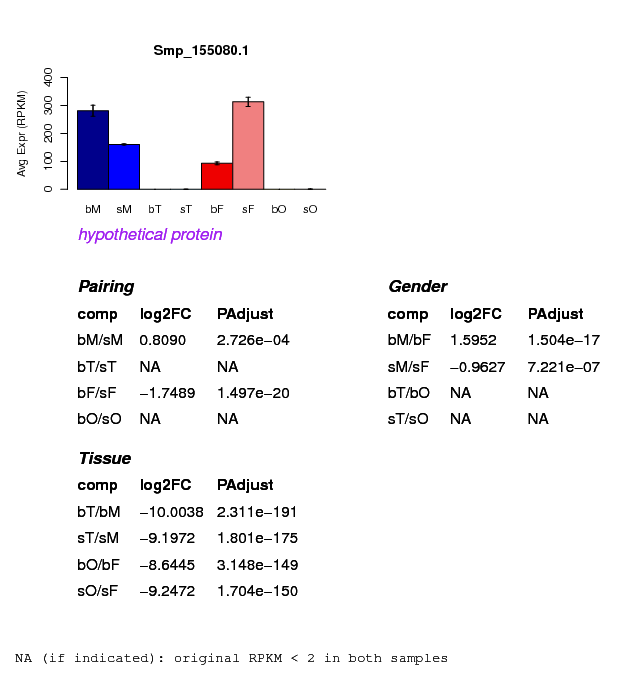 Smp_155080.1
Avg Expr (RPKM)
400
300
200
100
0
bM sM bT sT bF sF bO sO
hypothetical protein
Pairing
comp log2FC PAdjust
bM/sM 0.8090 2.726e−04
bT/sT NA NA
bF/sF −1.7489 1.497e−20
bO/sO NA NA
Gender
comp log2FC PAdjust
bM/bF 1.5952 1.504e−17
sM/sF −0.9627 7.221e−07
bT/bO NA NA
sT/sO NA NA
Tissue
comp log2FC PAdjust
bT/bM −10.0038 2.311e−191
sT/sM −9.1972 1.801e−175
bO/bF −8.6445 3.148e−149
sO/sF −9.2472 1.704e−150
NA (if indicated): original RPKM < 2 in both samples